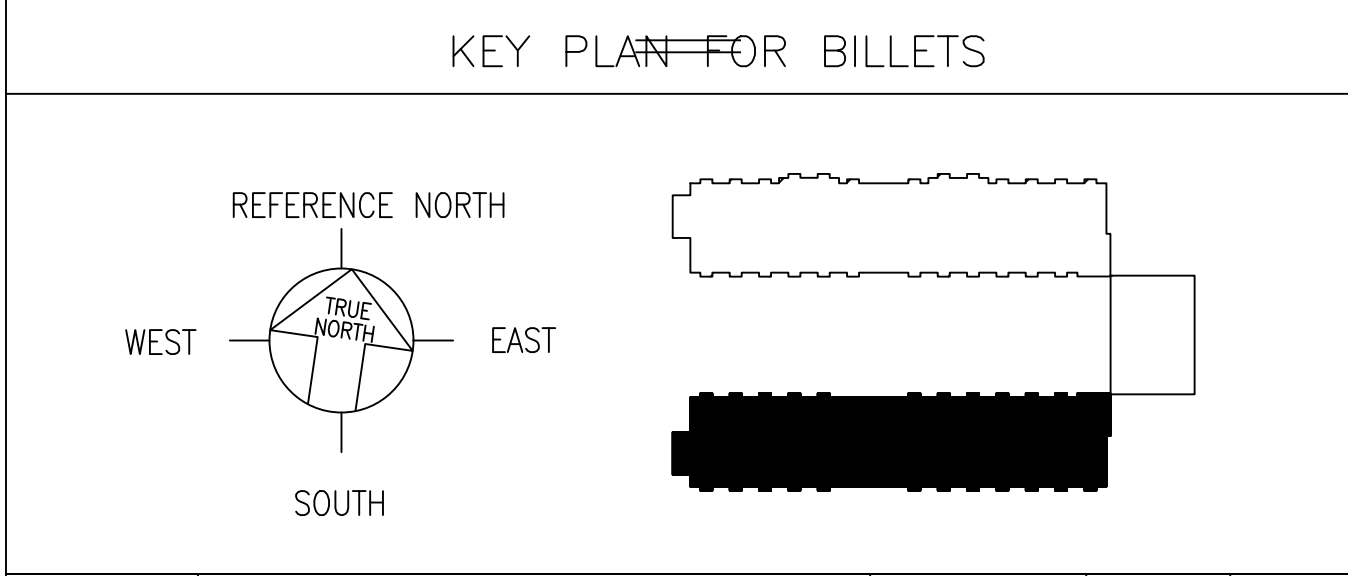 KEY PLAN FOR BILLETS
REFERENCE NORTH
TRUE
NORTH
WEST
EAST
SOUTH